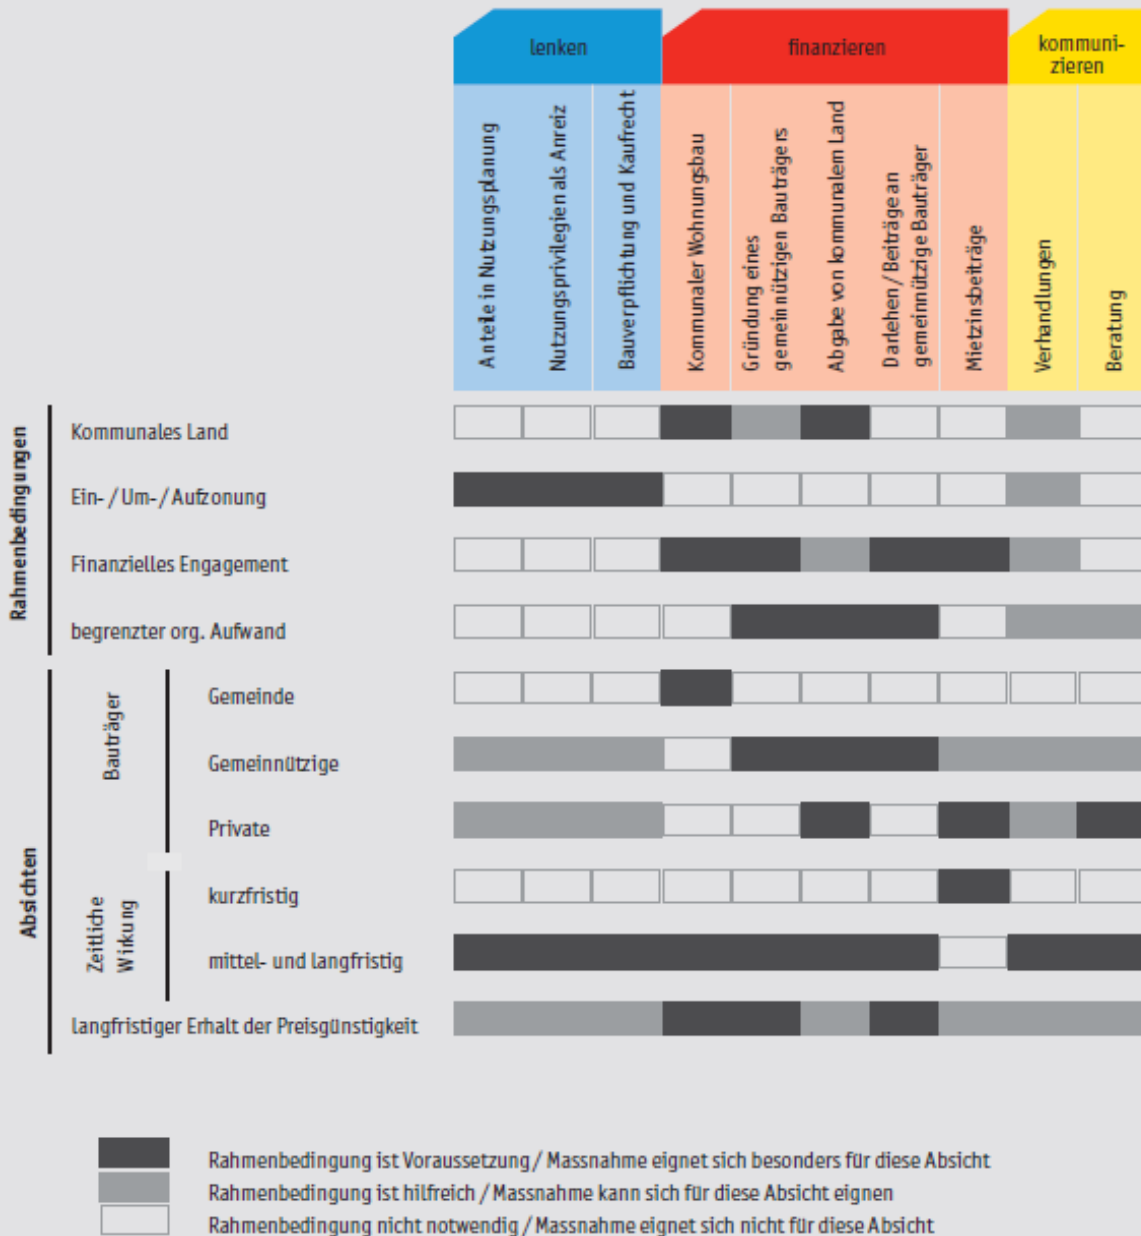 lenken
finanzieren
kommuni-
zieren
Anteile in Nutzungsplanung
Nutzungsprivilegien als Anreiz
Bauverpflichtung und Kaufrecht
Kommunaler Wohnungsbau
Gründung eines
gemeinnützigen Bauträgers
Abgabe von kommunalem Land
Darlehen / Beiträge an
gemeinnützige Bauträger
Mietzinsbeiträge
Verhandlungen
Beratung
Rahmenbedingungen
Kommunales Land
Ein- / Um- / Aufzonung
Finanzielles Engagement
begrenzter org. Aufwand
Absichten
Bauträger
Gemeinde
Gemeinnützige
Private
Zeitliche
Wirkung
kurzfristig
mittel- und langfristig
langfristiger Erhalt der Preisgünstigkeit
Rahmenbedingung ist Voraussetzung / Massnahme eignet sich besonders für diese Absicht
Rahmenbedingung ist hilfreich / Massnahme kann sich für diese Absicht eignen
Rahmenbedingung nicht notwendig / Massnahme eignet sich nicht für diese Absicht